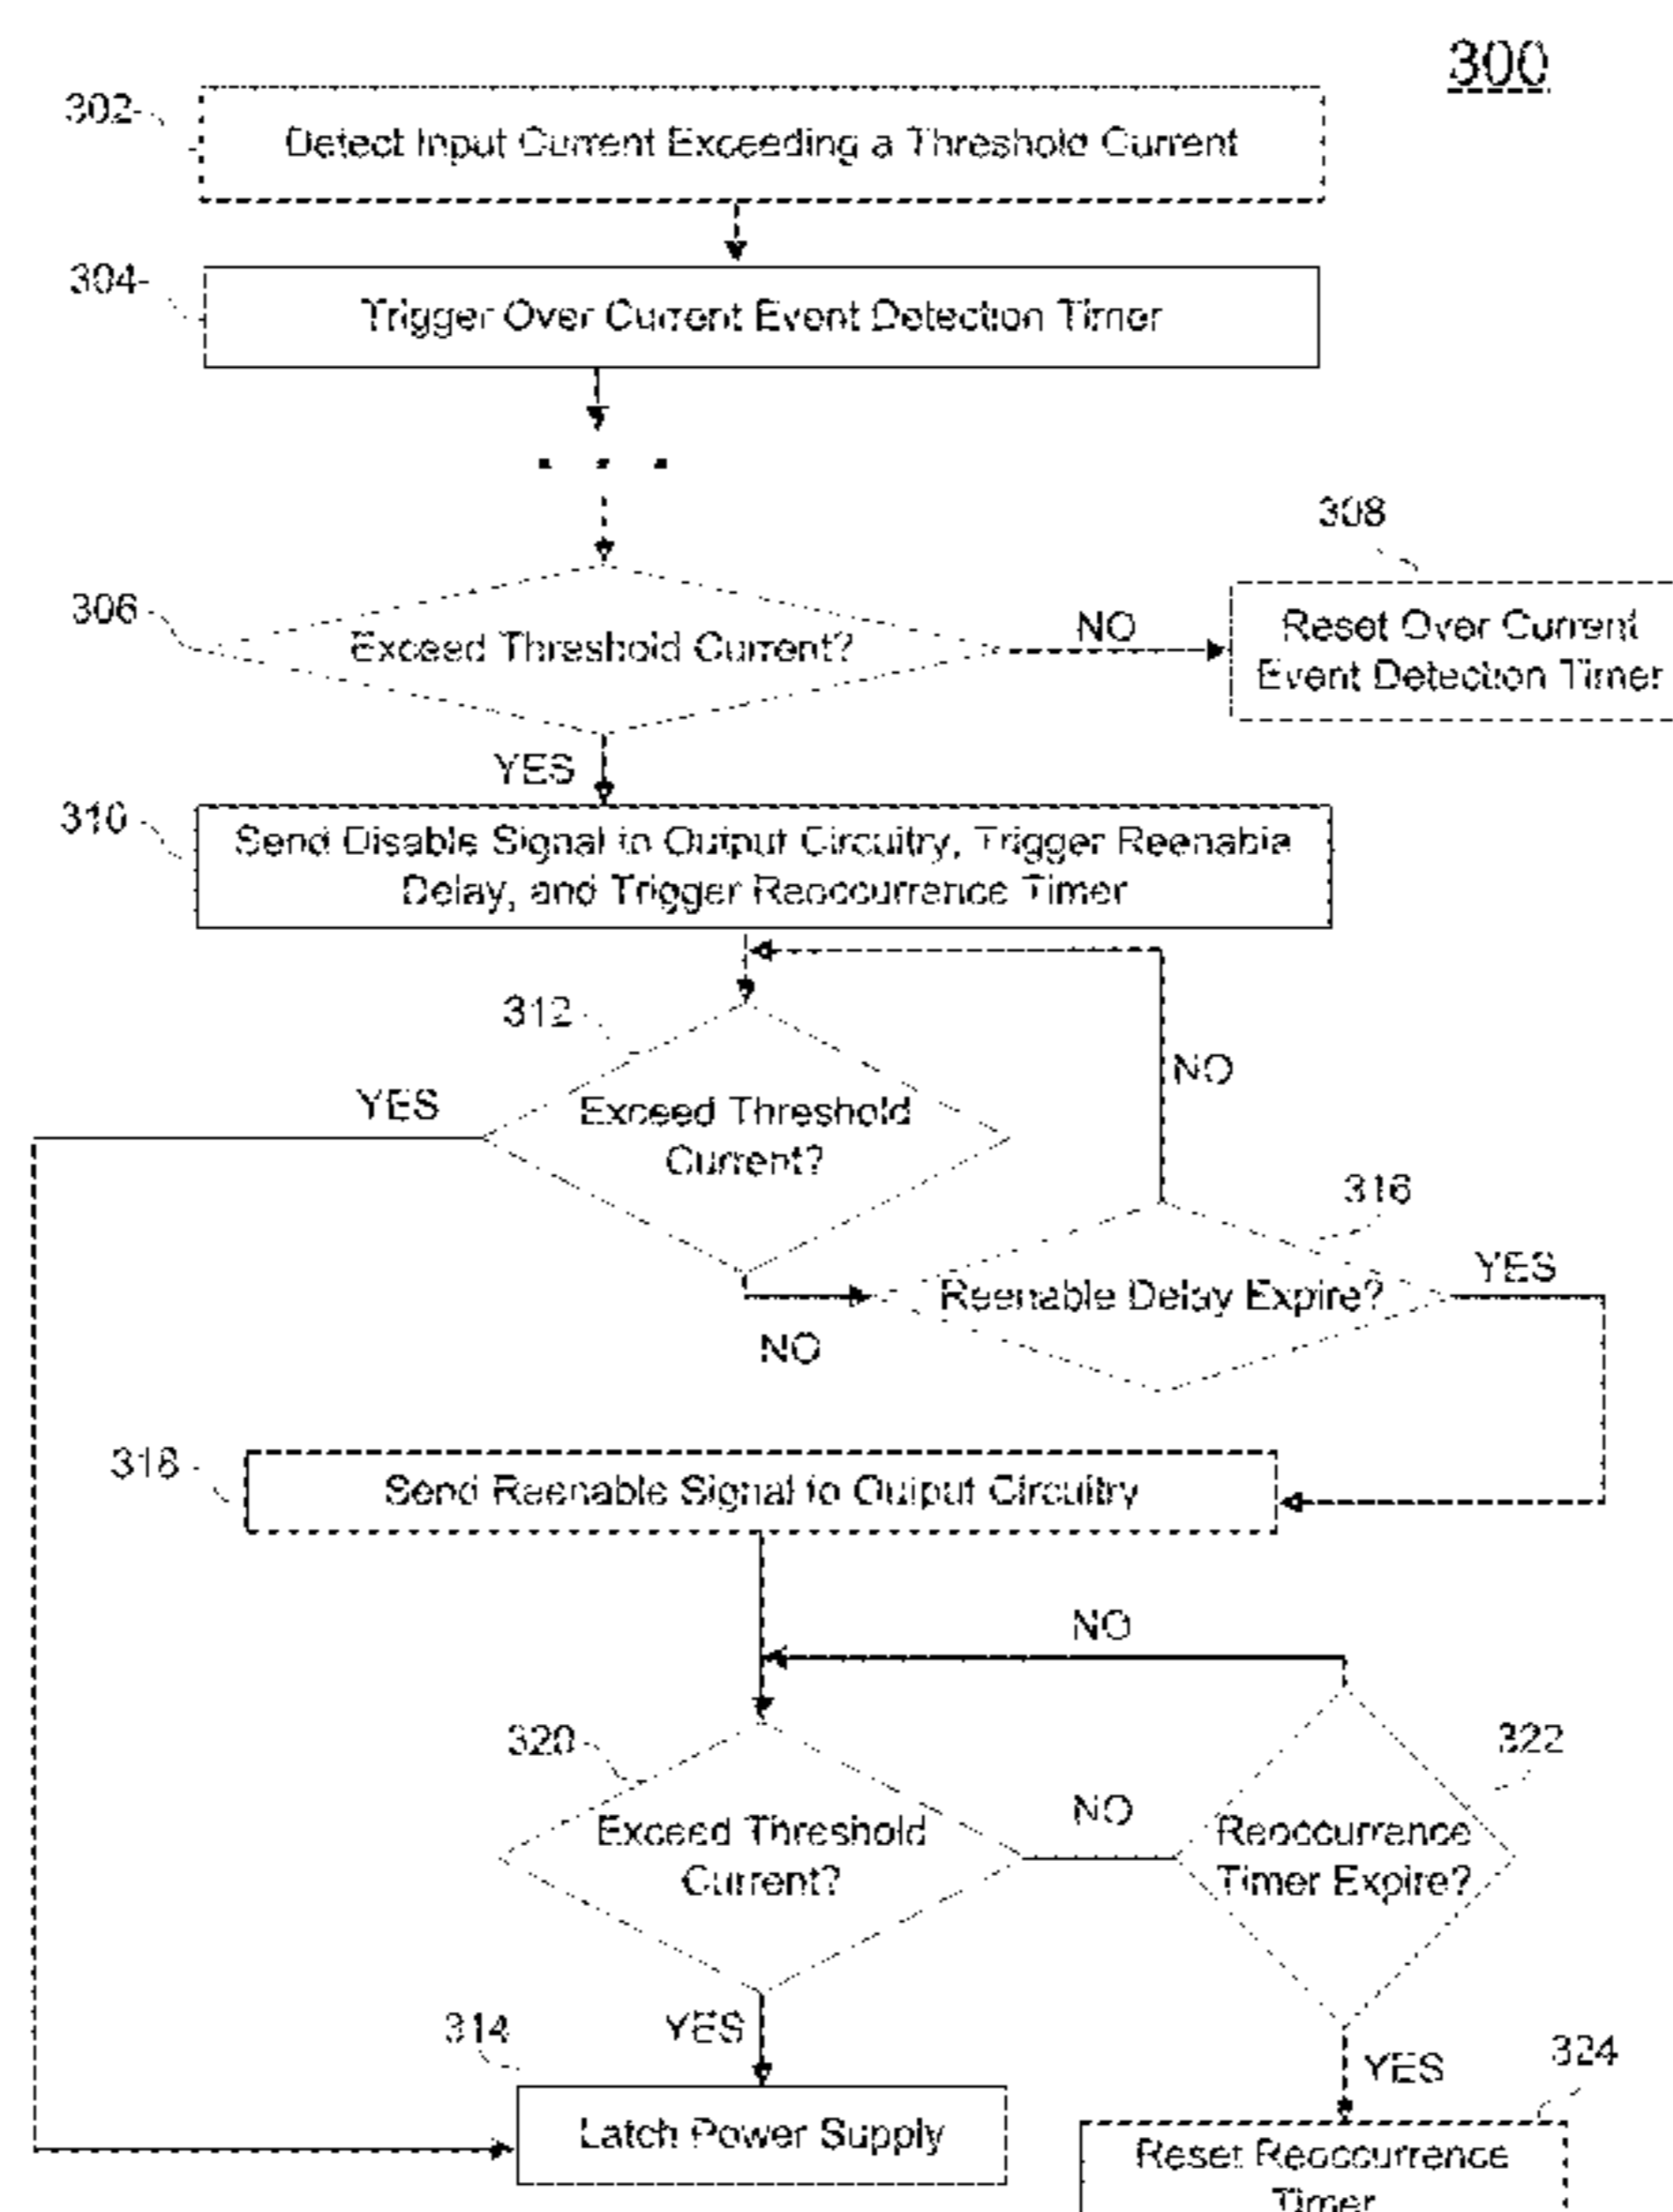 300
302
Detect Input Current Exceeding a Threshold Current
304
Trigger Over Current Event Detection Timer
. . .
308
306
Exceed Threshold Current?
NO
Reset Over Current
Event Detection Timer
YES
310
Send Disable Signal to Output Circuitry, Trigger Reenable
Delay, and Trigger Reoccurrence Timer
312
NO
YES
Exceed Threshold
Current?
316
Reenable Delay Expire?
YES
NO
318
Send Reenable Signal to Output Circuitry
NO
320
322
Exceed Threshold
Current?
NO
Reoccurrence
Timer Expire?
314
YES
324
YES
Latch Power Supply
Reset Reoccurrence
Timer